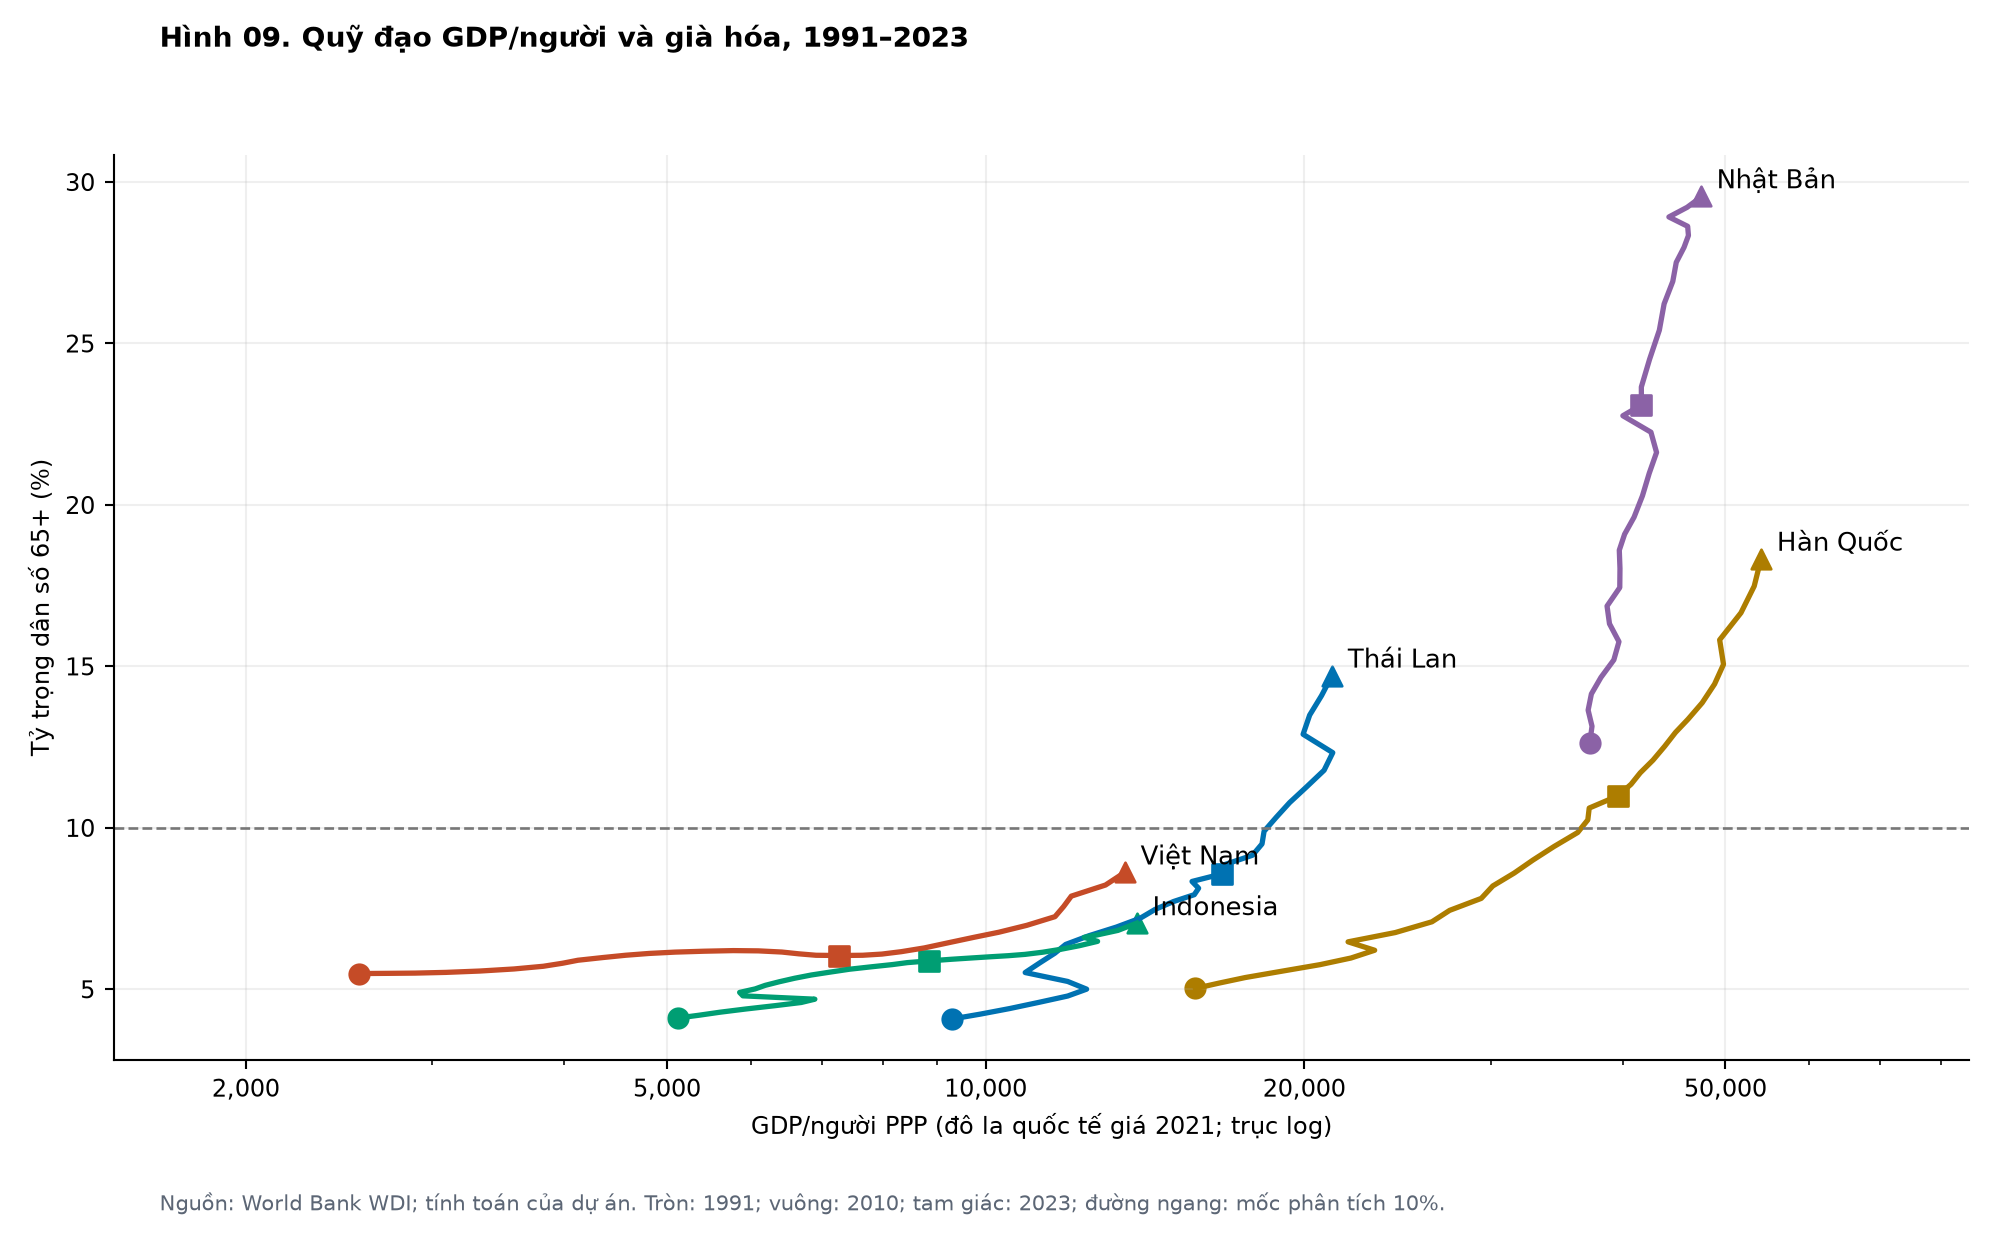 Hình 09. Quỹ đạo GDP/người và già hóa, 1991–2023
30
25
20
15
10
5
Tỷ trọng dân số 65+ (%)
Nhật Bản
Hàn Quốc
Thái Lan
Việt Nam
Indonesia
2,000
5,000
10,000
20,000
50,000
GDP/người PPP (đô la quốc tế giá 2021; trục log)
Nguồn: World Bank WDI; tính toán của dự án. Tròn: 1991; vuông: 2010; tam giác: 2023; đường ngang: mốc phân tích 10%.